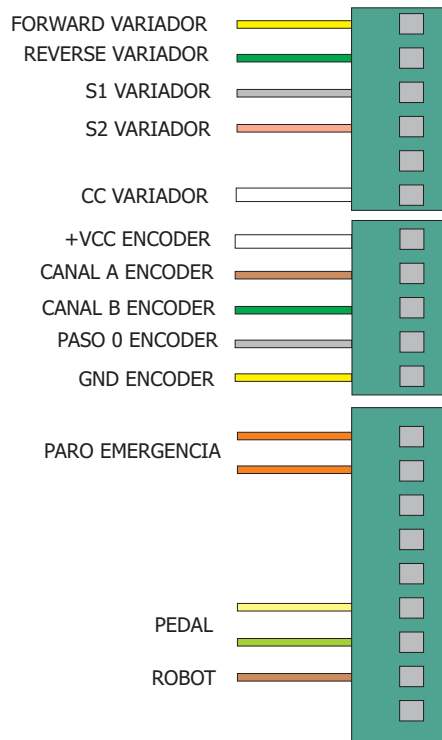 FORWARD VARIADOR
REVERSE VARIADOR
S1 VARIADOR
S2 VARIADOR
CC VARIADOR
+VCC ENCODER
CANAL A ENCODER
CANAL B ENCODER
PASO 0 ENCODER
GND ENCODER
PARO EMERGENCIA
PEDAL
ROBOT